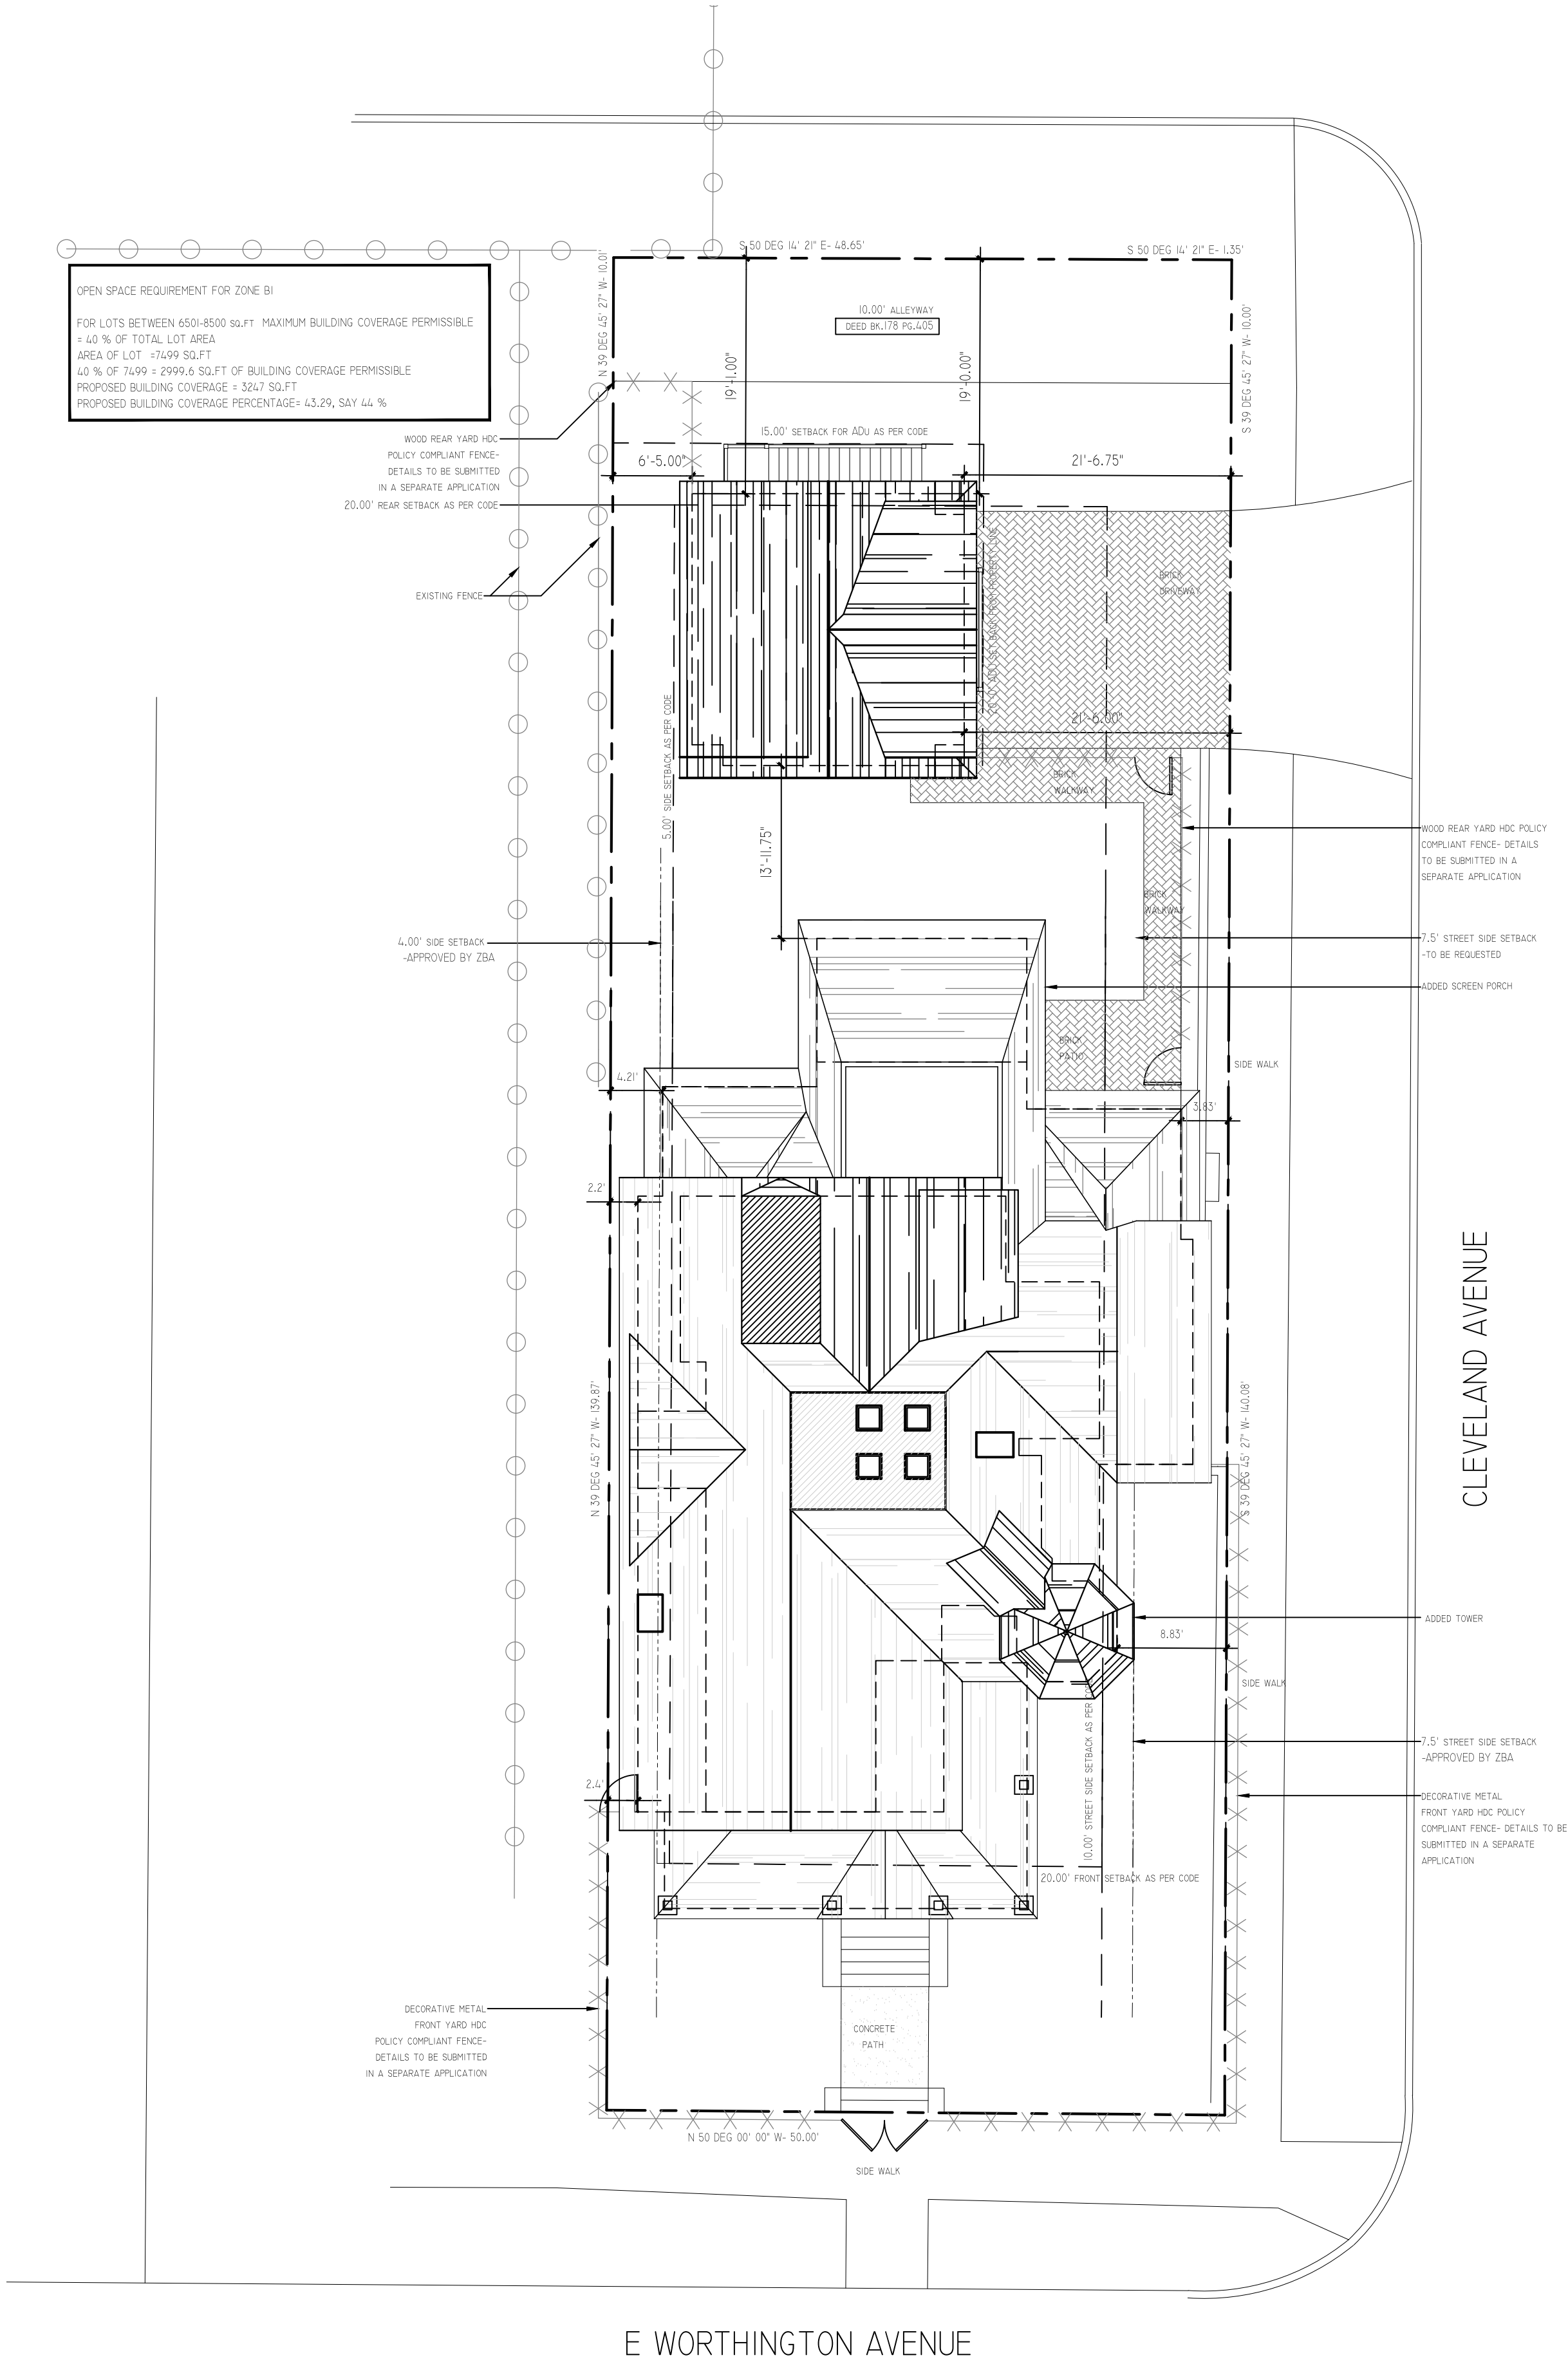 S 50 DEG 14' 21" E- 48.65'
S 50 DEG 14' 21" E- 1.35'
N 39 DEG 45' 27" W- 10.01'
S 39 DEG 45' 27" W- 10.00'
OPEN SPACE REQUIREMENT FOR ZONE B1
FOR LOTS BETWEEN 6501-8500 SQ.FT MAXIMUM BUILDING COVERAGE PERMISSIBLE
= 40 % OF TOTAL LOT AREA
AREA OF LOT =7499 SQ.FT
40 % OF 7499 = 2999.6 SQ.FT OF BUILDING COVERAGE PERMISSIBLE
PROPOSED BUILDING COVERAGE = 3247 SQ.FT
PROPOSED BUILDING COVERAGE PERCENTAGE= 43.29, SAY 44 %
10.00' ALLEYWAY
DEED BK.178 PG.405
19'-1.00"
19'-0.00"
WOOD REAR YARD HDC
POLICY COMPLIANT FENCE-
DETAILS TO BE SUBMITTED
IN A SEPARATE APPLICATION
20.00' REAR SETBACK AS PER CODE
15.00' SETBACK FOR ADU AS PER CODE
6'-5.00"
21'-6.75"
EXISTING FENCE
BRICK
DRIVEWAY
20'-0" ADU SETBACK FROM PROPERTY LINE
21'-6.00"
5.00' SIDE SETBACK AS PER CODE
BRICK
WALKWAY
13'-11.75"
WOOD REAR YARD HDC POLICY
COMPLIANT FENCE- DETAILS
TO BE SUBMITTED IN A
SEPARATE APPLICATION
BRICK
WALKWAY
4.00' SIDE SETBACK
-APPROVED BY ZBA
7.5' STREET SIDE SETBACK
-TO BE REQUESTED
ADDED SCREEN PORCH
BRICK
PATIO
SIDE WALK
4.21'
3.83'
2.2'
CLEVELAND AVENUE
N 39 DEG 45' 27" W- 139.87'
S 39 DEG 45' 27" W- 140.08'
ADDED TOWER
8.83'
SIDE WALK
10.00' STREET SIDE SETBACK AS PER CODE
7.5' STREET SIDE SETBACK
-APPROVED BY ZBA
2.4'
DECORATIVE METAL
FRONT YARD HDC POLICY
COMPLIANT FENCE- DETAILS TO BE
SUBMITTED IN A SEPARATE
APPLICATION
20.00' FRONT SETBACK AS PER CODE
DECORATIVE METAL
FRONT YARD HDC
POLICY COMPLIANT FENCE-
DETAILS TO BE SUBMITTED
IN A SEPARATE APPLICATION
CONCRETE
PATH
N 50 DEG 00' 00" W- 50.00'
SIDE WALK
E WORTHINGTON AVENUE